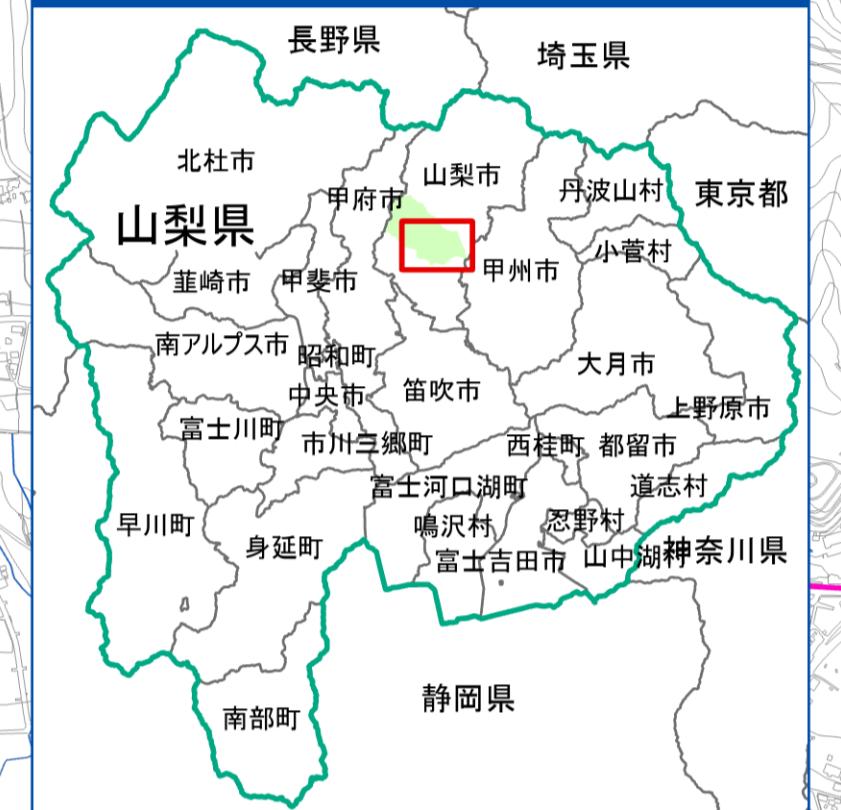 長野県
埼玉県
北杜市
山梨市
甲府市
丹波山村
東京都
山梨県
小菅村
韮崎市
甲斐市
甲州市
南アルプス市
昭和町
大月市
中央市
笛吹市
上野原市
富士川町
市川三郷町
西桂町
都留市
富士河口湖町
道志村
早川町
鳴沢村
忍野村
身延町
富士吉田市
山中湖村
神奈川県
静岡県
南部町